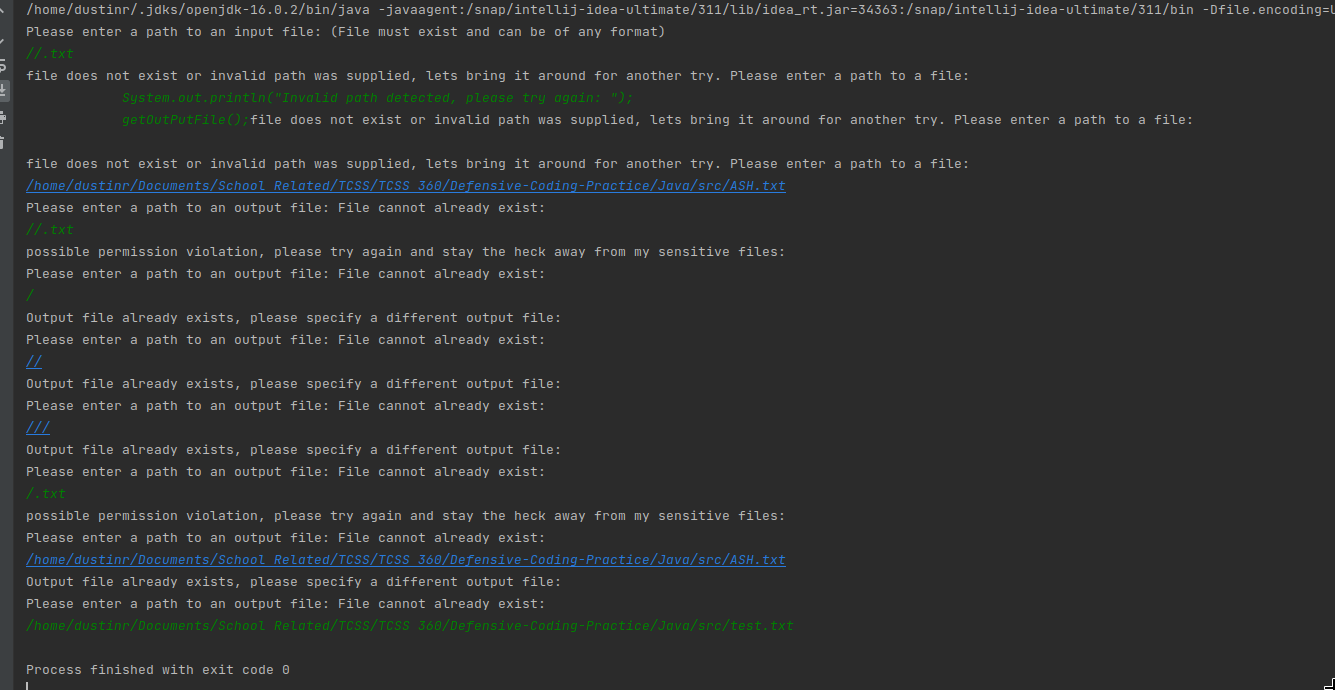 /home/dustinr/.jdks/openjdk-16.0.2/bin/java -javaagent:/snap/intellij-idea-ultimate/311/lib/idea_rt.jar=34363:/snap/intellij-idea-ultimate/311/bin -Dfile.encoding=U
Please enter a path to an input file: (File must exist and can be of any format)
//.txt
file does not exist or invalid path was supplied, lets bring it around for another try. Please enter a path to a file:
            System.out.println("Invalid path detected, please try again: ");
            getOutPutFile();file does not exist or invalid path was supplied, lets bring it around for another try. Please enter a path to a file:
file does not exist or invalid path was supplied, lets bring it around for another try. Please enter a path to a file:
/home/dustinr/Documents/School Related/TCSS/TCSS 360/Defensive-Coding-Practice/Java/src/ASH.txt
Please enter a path to an output file: File cannot already exist:
//.txt
possible permission violation, please try again and stay the heck away from my sensitive files:
Please enter a path to an output file: File cannot already exist:
/
Output file already exists, please specify a different output file:
Please enter a path to an output file: File cannot already exist:
//
Output file already exists, please specify a different output file:
Please enter a path to an output file: File cannot already exist:
///
Output file already exists, please specify a different output file:
Please enter a path to an output file: File cannot already exist:
/.txt
possible permission violation, please try again and stay the heck away from my sensitive files:
Please enter a path to an output file: File cannot already exist:
/home/dustinr/Documents/School Related/TCSS/TCSS 360/Defensive-Coding-Practice/Java/src/ASH.txt
Output file already exists, please specify a different output file:
Please enter a path to an output file: File cannot already exist:
/home/dustinr/Documents/School Related/TCSS/TCSS 360/Defensive-Coding-Practice/Java/src/test.txt
Process finished with exit code 0